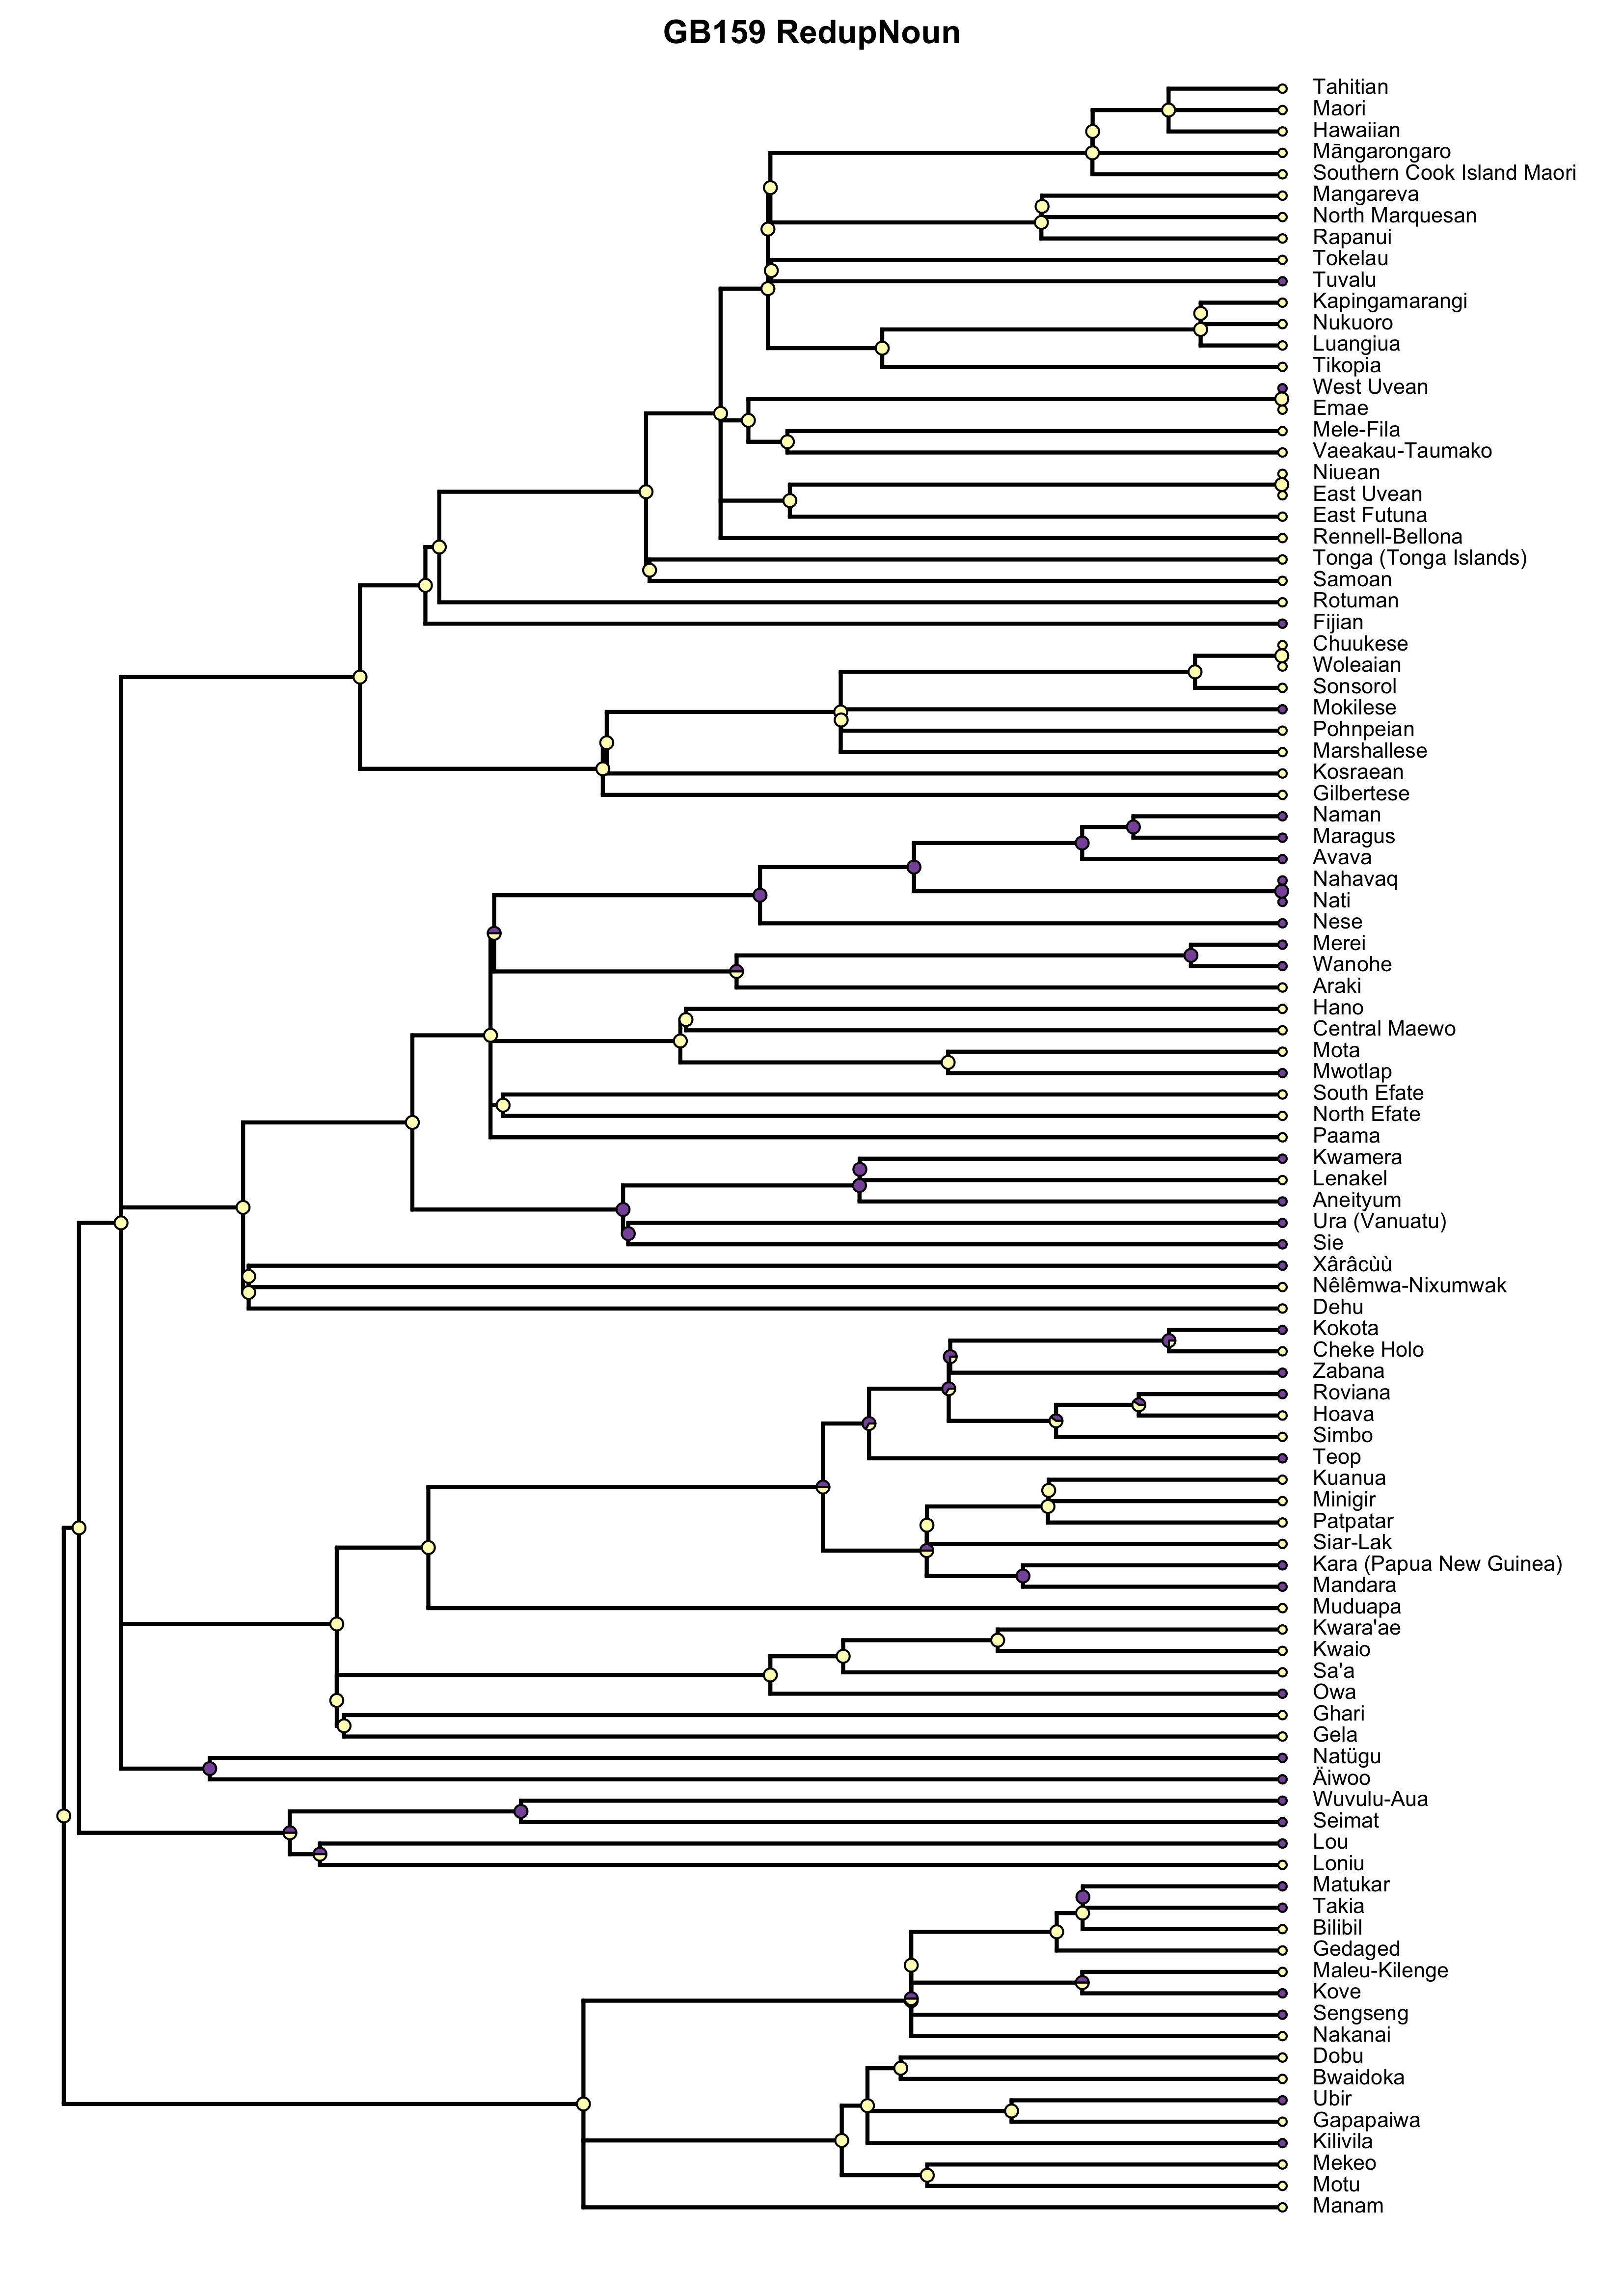 GB159 RedupNoun
Tahitian
Maori
Hawaiian
Māngarongaro
Southern Cook Island Maori
Mangareva
North Marquesan
Rapanui
Tokelau
Tuvalu
Kapingamarangi
Nukuoro
Luangiua
Tikopia
West Uvean
Emae
Mele-Fila
Vaeakau-Taumako
Niuean
East Uvean
East Futuna
Rennell-Bellona
Tonga (Tonga Islands)
Samoan
Rotuman
Fijian
Chuukese
Woleaian
Sonsorol
Mokilese
Pohnpeian
Marshallese
Kosraean
Gilbertese
Naman
Maragus
Avava
Nahavaq
Nati
Nese
Merei
Wanohe
Araki
Hano
Central Maewo
Mota
Mwotlap
South Efate
North Efate
Paama
Kwamera
Lenakel
Aneityum
Ura (Vanuatu)
Sie
Xârâcùù
Nêlêmwa-Nixumwak
Dehu
Kokota
Cheke Holo
Zabana
Roviana
Hoava
Simbo
Teop
Kuanua
Minigir
Patpatar
Siar-Lak
Kara (Papua New Guinea)
Mandara
Muduapa
Kwara'ae
Kwaio
Sa'a
Owa
Ghari
Gela
Natügu
Äiwoo
Wuvulu-Aua
Seimat
Lou
Loniu
Matukar
Takia
Bilibil
Gedaged
Maleu-Kilenge
Kove
Sengseng
Nakanai
Dobu
Bwaidoka
Ubir
Gapapaiwa
Kilivila
Mekeo
Motu
Manam